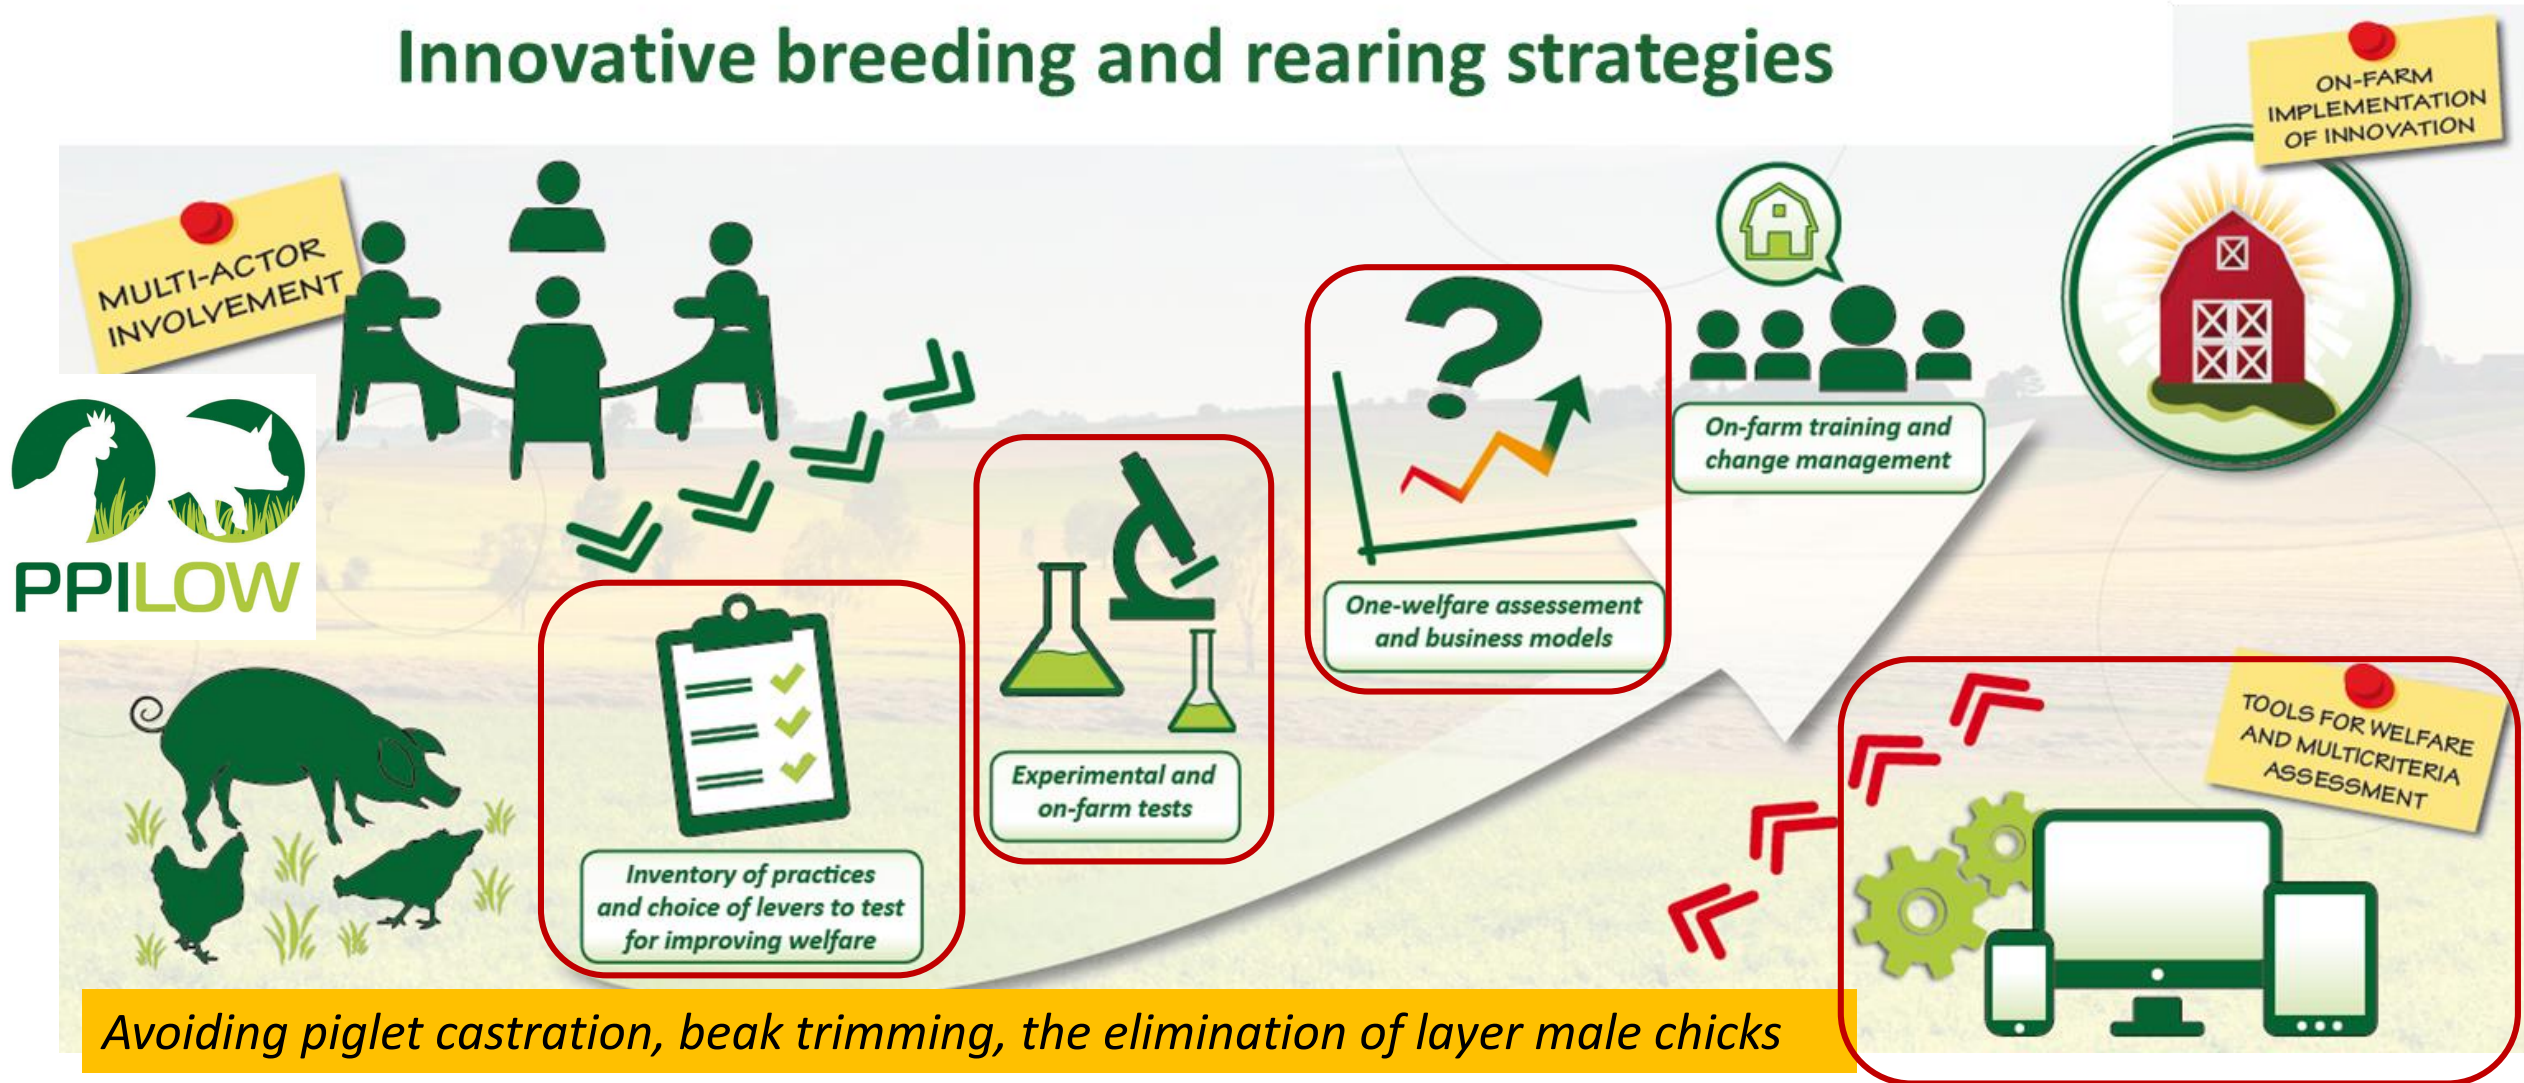 Innovative breeding and rearing strategies
ON-FARM
IMPLEMENTATION
OF INNOVATION
MULTI-ACTOR
INVOLVEMENT
PPILOW
On-farm training and
change management
One-welfare assessement
and business models
Experimental and
on-farm tests
Inventory of practices
and choice of levers to test
for improving welfare
TOOLS FOR WELFARE
AND MULTICRITERIA
ASSESSMENT
Avoiding piglet castration, beak trimming, the elimination of layer male chicks